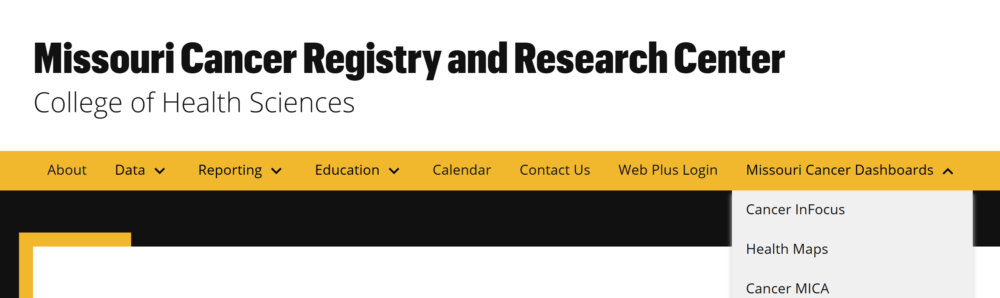 Missouri Cancer Registry and Research Center
College of Health Sciences
About Data Reporting Education Calendar Contact Us Web Plus Login Missouri Cancer Dashboards
Cancer InFocus
Health Maps
Cancer MICA